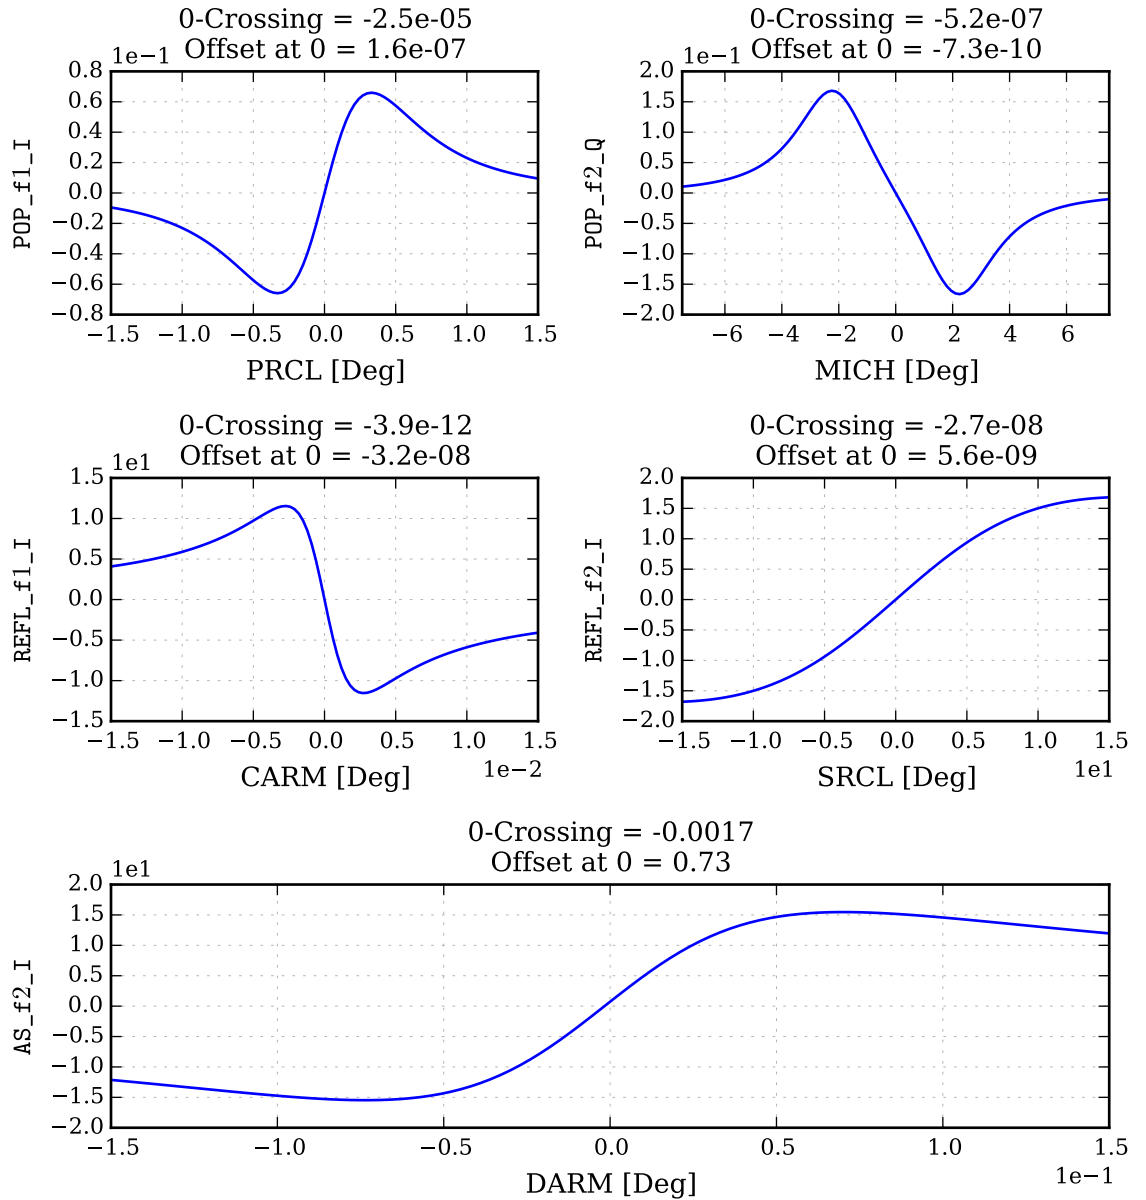 0-Crossing = -2.5e-05
Offset at 0 = 1.6e-07
1e−1
0.8
0.6
0.4
0.2
0.0
−0.2
−0.4
−0.6
−0.8
POP_f1_I
−1.5 −1.0 −0.5 0.0 0.5 1.0 1.5
PRCL [Deg]
0-Crossing = -5.2e-07
Offset at 0 = -7.3e-10
1e−1
2.0
1.5
1.0
0.5
0.0
−0.5
−1.0
−1.5
−2.0
POP_f2_Q
−6 −4 −2 0 2 4 6
MICH [Deg]
0-Crossing = -3.9e-12
Offset at 0 = -3.2e-08
1e1
1.5
1.0
0.5
0.0
−0.5
−1.0
−1.5
REFL_f1_I
−1.5 −1.0 −0.5 0.0 0.5 1.0 1.5
1e−2
CARM [Deg]
0-Crossing = -2.7e-08
Offset at 0 = 5.6e-09
2.0
1.5
1.0
0.5
0.0
−0.5
−1.0
−1.5
−2.0
REFL_f2_I
−1.5 −1.0 −0.5 0.0 0.5 1.0 1.5
1e1
SRCL [Deg]
0-Crossing = -0.0017
Offset at 0 = 0.73
1e1
2.0
1.5
1.0
0.5
0.0
−0.5
−1.0
−1.5
−2.0
AS_f2_I
−1.5 −1.0 −0.5 0.0 0.5 1.0 1.5
1e−1
DARM [Deg]